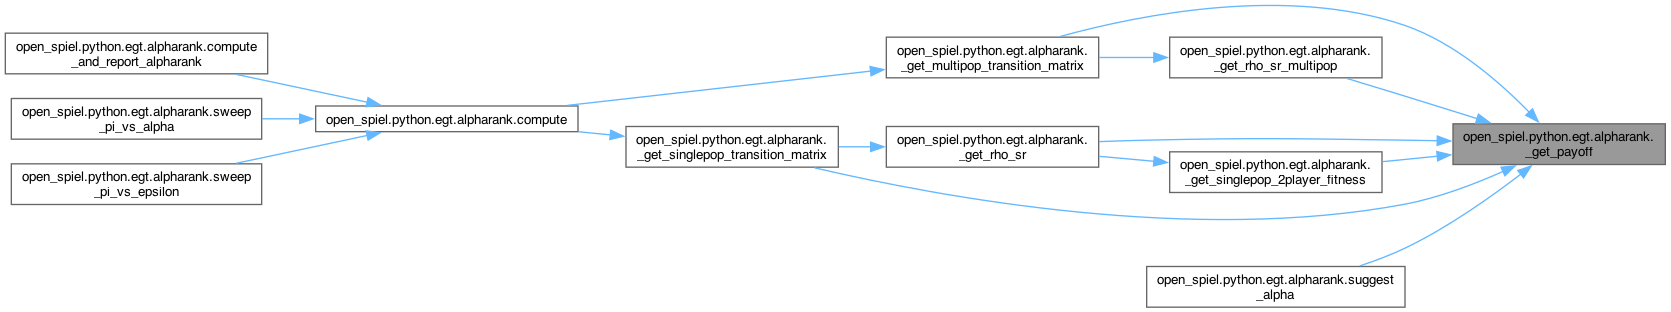 open_spiel.python.egt.alpharank.compute
_and_report_alpharank
open_spiel.python.egt.alpharank.sweep
_pi_vs_alpha
open_spiel.python.egt.alpharank.sweep
_pi_vs_epsilon
open_spiel.python.egt.alpharank.compute
open_spiel.python.egt.alpharank.
_get_multipop_transition_matrix
open_spiel.python.egt.alpharank.
_get_singlepop_transition_matrix
open_spiel.python.egt.alpharank.
_get_rho_sr_multipop
open_spiel.python.egt.alpharank.
_get_rho_sr
open_spiel.python.egt.alpharank.
_get_singlepop_2player_fitness
open_spiel.python.egt.alpharank.suggest
_alpha
open_spiel.python.egt.alpharank.
_get_payoff